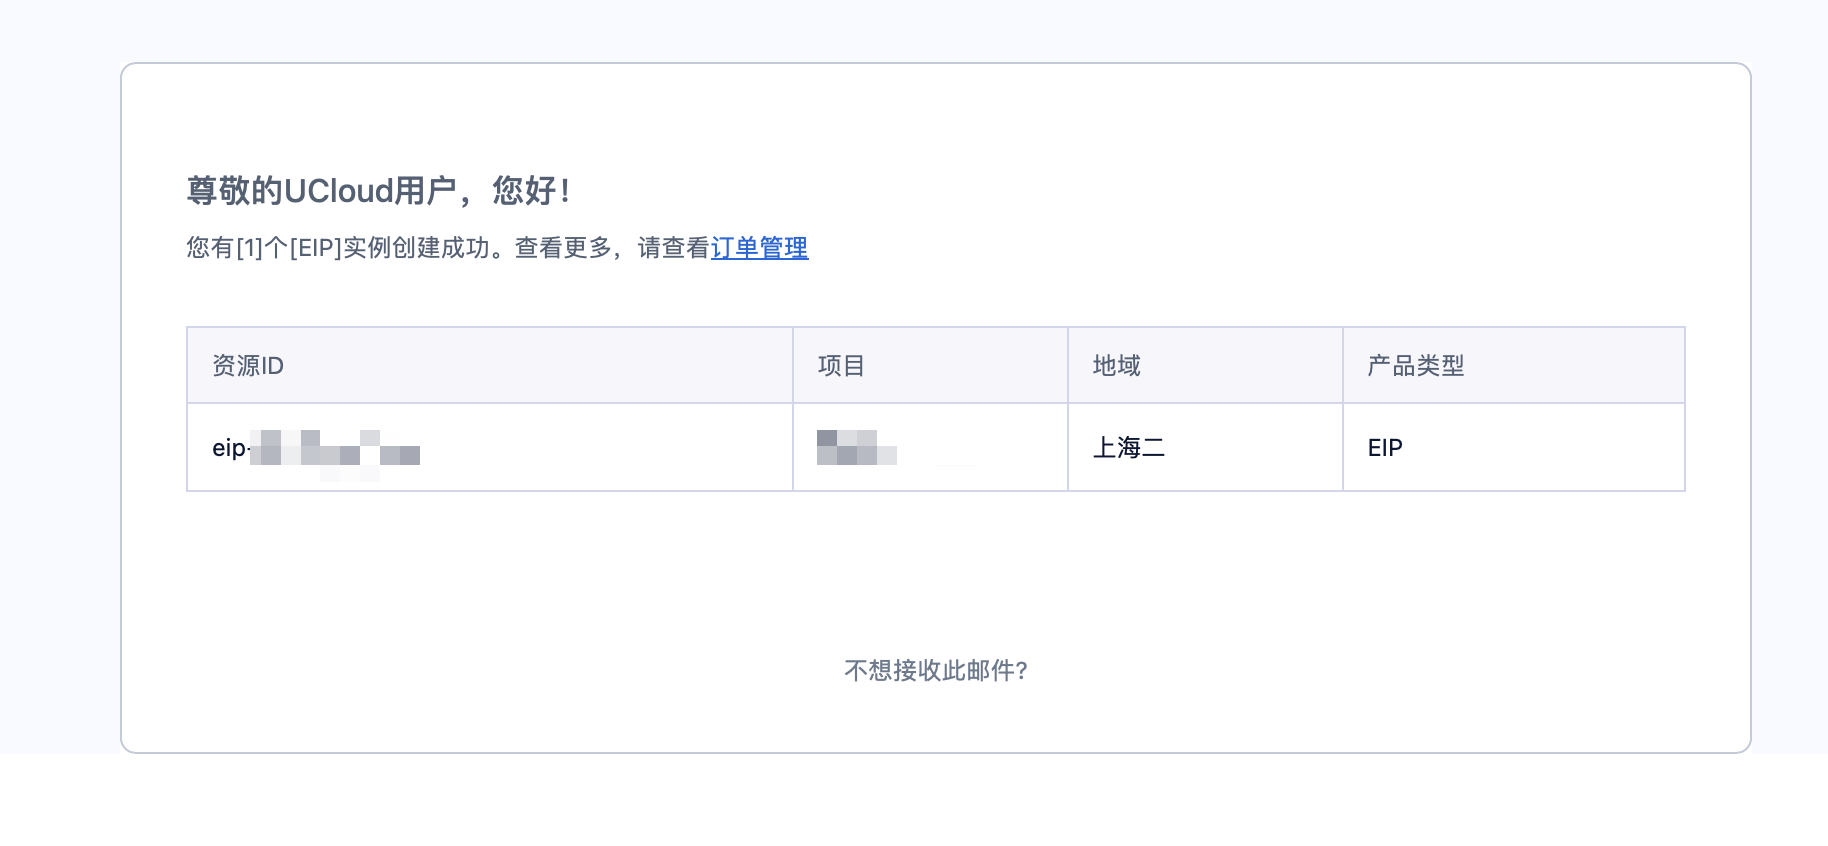 尊敬的UCloud用户，您好！
您有[1]个[EIP]实例创建成功。查看更多，请查看订单管理
资源ID 项目 地域 产品类型
eip- 上海二 EIP
不想接收此邮件?